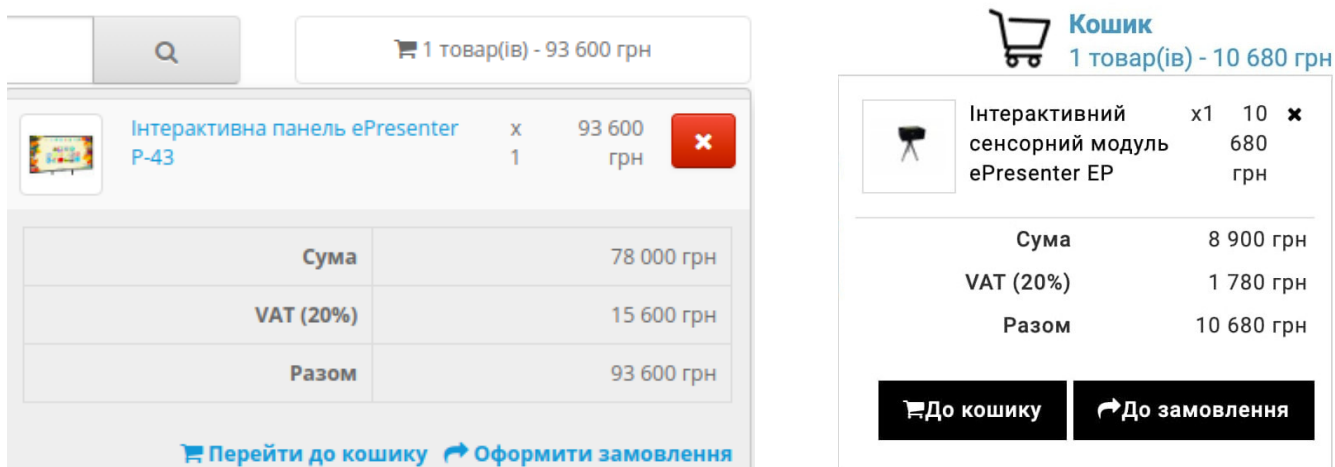 1 товар(ів) - 93 600 грн
Інтерактивна панель ePresenter x 93 600
P-43 1 грн
Сума 78 000 грн
VAT (20%) 15 600 грн
Разом 93 600 грн
Перейти до кошику Оформити замовлення
Кошик
1 товар(ів) - 10 680 грн
Інтерактивний x1 10
сенсорний модуль 680
ePresenter EP грн
Сума 8 900 грн
VAT (20%) 1 780 грн
Разом 10 680 грн
До кошику До замовлення